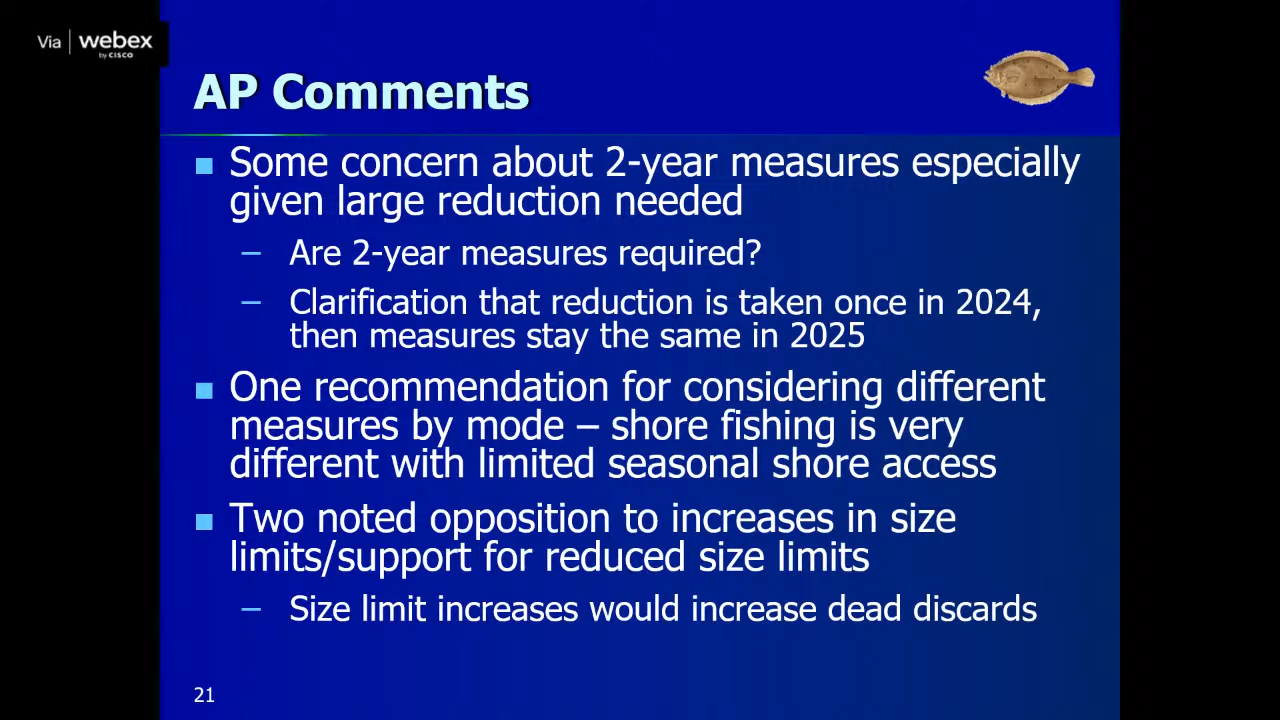 Via webex
by CISCO
AP Comments
Some concern about 2-year measures especially
given large reduction needed
– Are 2-year measures required?
– Clarification that reduction is taken once in 2024,
then measures stay the same in 2025
One recommendation for considering different
measures by mode – shore fishing is very
different with limited seasonal shore access
Two noted opposition to increases in size
limits/support for reduced size limits
– Size limit increases would increase dead discards
21